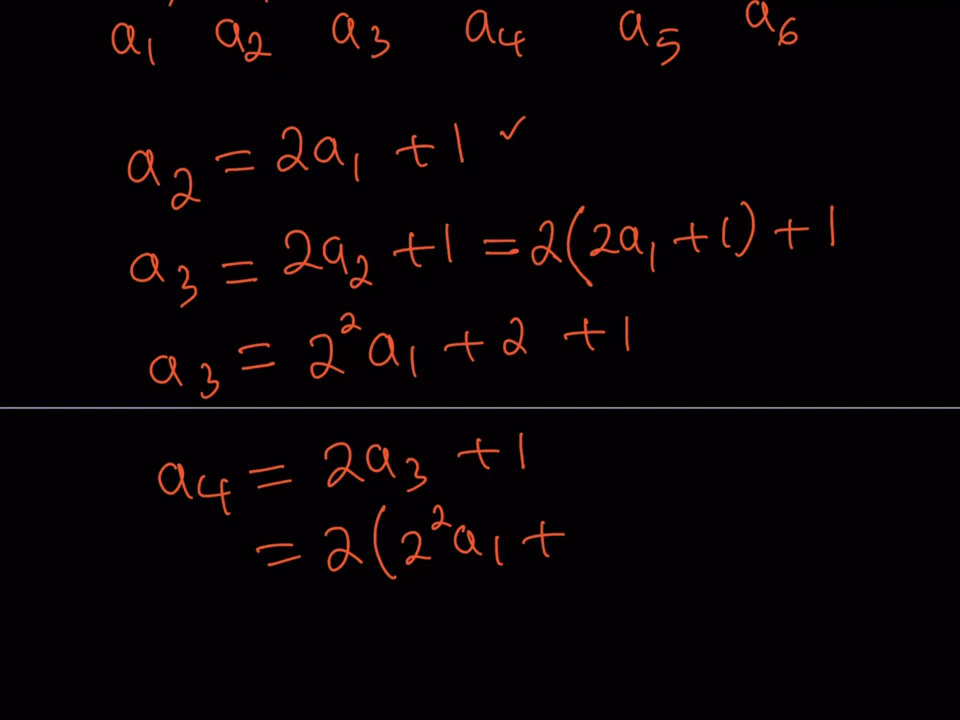 a₁ a₂ a₃ a₄ a₅ a₆
a₂ = 2a₁ + 1 ✓
a₃ = 2a₂ + 1 = 2(2a₁ + 1) + 1
a₃ = 2²a₁ + 2 + 1
a₄ = 2a₃ + 1
= 2(2²a₁ +